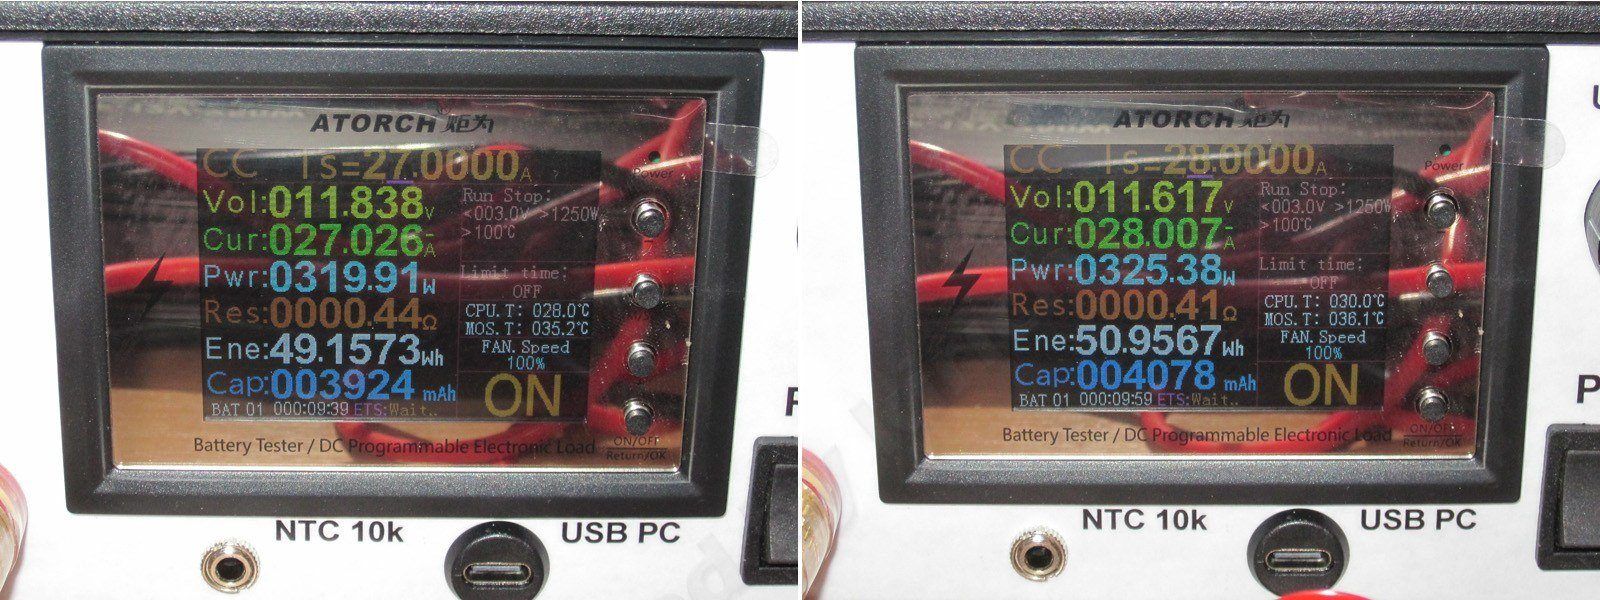 ATORCH 炬为
CC Is=27.0000A
Vol:011.838V
Cur:027.026A
Pwr:0319.91W
Res:0000.44Ω
Ene:49.1573Wh
Cap:003924 mAh
BAT 01 000:09:39 ETS:Wait..
Run Stop:
<003.0V >1250W
>100℃
Limit time:
OFF
CPU.T: 028.0℃
MOS.T: 035.2℃
FAN.Speed
100%
ON
Power
ON/OFF
Return/OK
Battery Tester / DC Programmable Electronic Load
NTC 10k
USB PC
ATORCH 炬为
CC Is=28.0000A
Vol:011.617V
Cur:028.007A
Pwr:0325.38W
Res:0000.41Ω
Ene:50.9567Wh
Cap:004078 mAh
BAT 01 000:09:59 ETS:Wait..
Run Stop:
<003.0V >1250W
>100℃
Limit time:
OFF
CPU.T: 030.0℃
MOS.T: 036.1℃
FAN.Speed
100%
ON
Power
ON/OFF
Return/OK
Battery Tester / DC Programmable Electronic Load
NTC 10k
USB PC